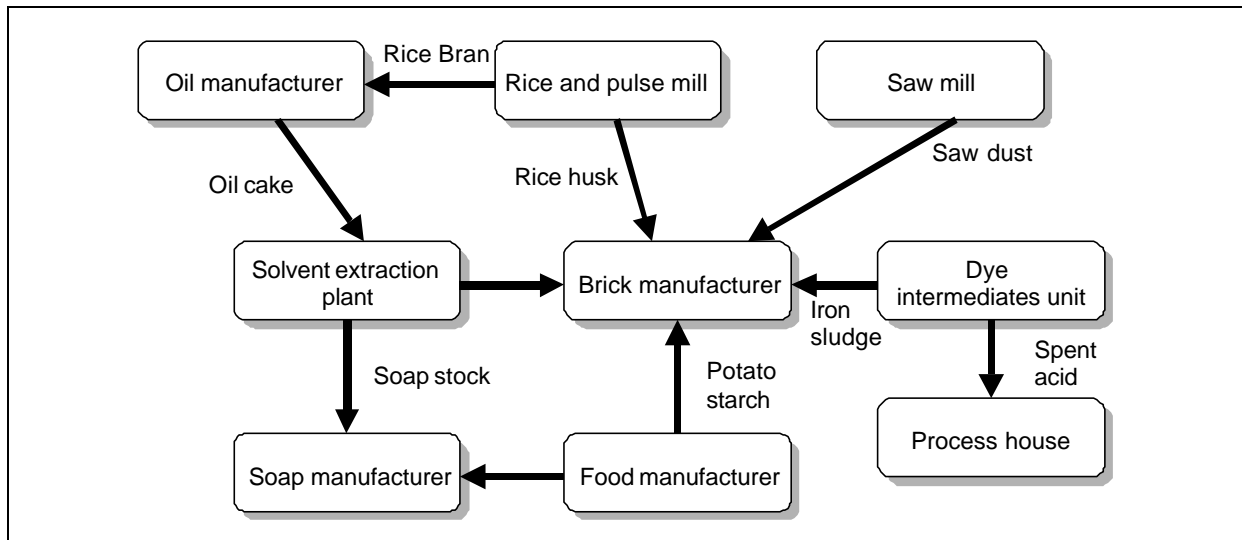 Rice Bran
Oil manufacturer
Rice and pulse mill
Saw mill
Saw dust
Oil cake
Rice husk
Solvent extraction
plant
Brick manufacturer
Dye
intermediates unit
Iron
sludge
Spent
acid
Soap stock
Potato
starch
Process house
Soap manufacturer
Food manufacturer